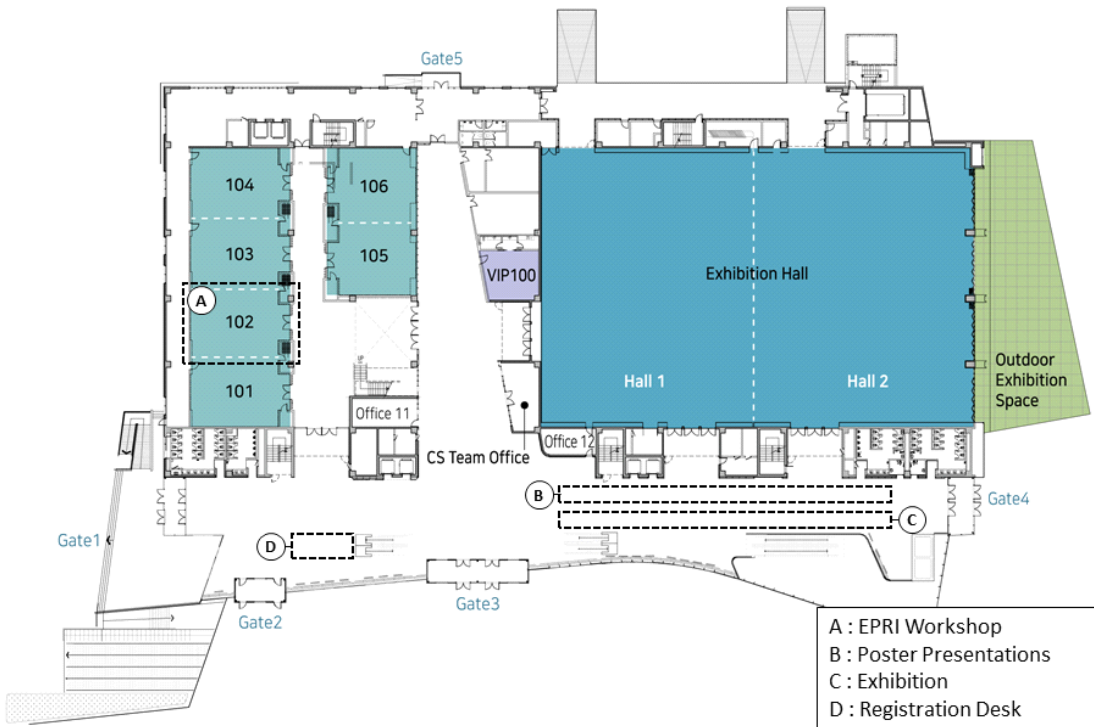 Gate5
104
106
103
105
VIP100
Exhibition Hall
A
102
UP
Outdoor
Exhibition
Space
101
Hall 1
Hall 2
Office 11
Office 12
CS Team Office
B
Gate4
C
Gate1
D
Gate3
Gate2
A : EPRI Workshop
B : Poster Presentations
C : Exhibition
D : Registration Desk